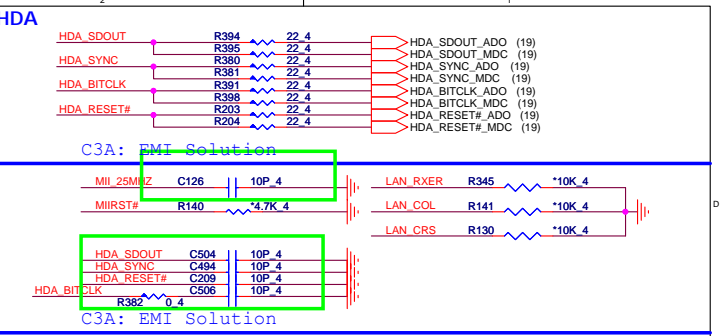 2
HDA
HDA_SDOUT R394 22_4 HDA_SDOUT_ADO (19)
R395 22_4 HDA_SDOUT_MDC (19)
HDA_SYNC R380 22_4 HDA_SYNC_ADO (19)
R381 22_4 HDA_SYNC_MDC (19)
HDA_BITCLK R391 22_4 HDA_BITCLK_ADO (19)
R398 22_4 HDA_BITCLK_MDC (19)
HDA_RESET# R203 22_4 HDA_RESET#_ADO (19)
R204 22_4 HDA_RESET#_MDC (19)
C3A: EMI Solution
MII_25MHZ C126 10P_4 LAN_RXER R345 *10K_4
MIIRST# R140 *4.7K_4 LAN_COL R141 *10K_4
D
LAN_CRS R130 *10K_4
HDA_SDOUT C504 10P_4
HDA_SYNC C494 10P_4
HDA_RESET# C209 10P_4
HDA_BITCLK C506 10P_4
R382 0_4
C3A: EMI Solution